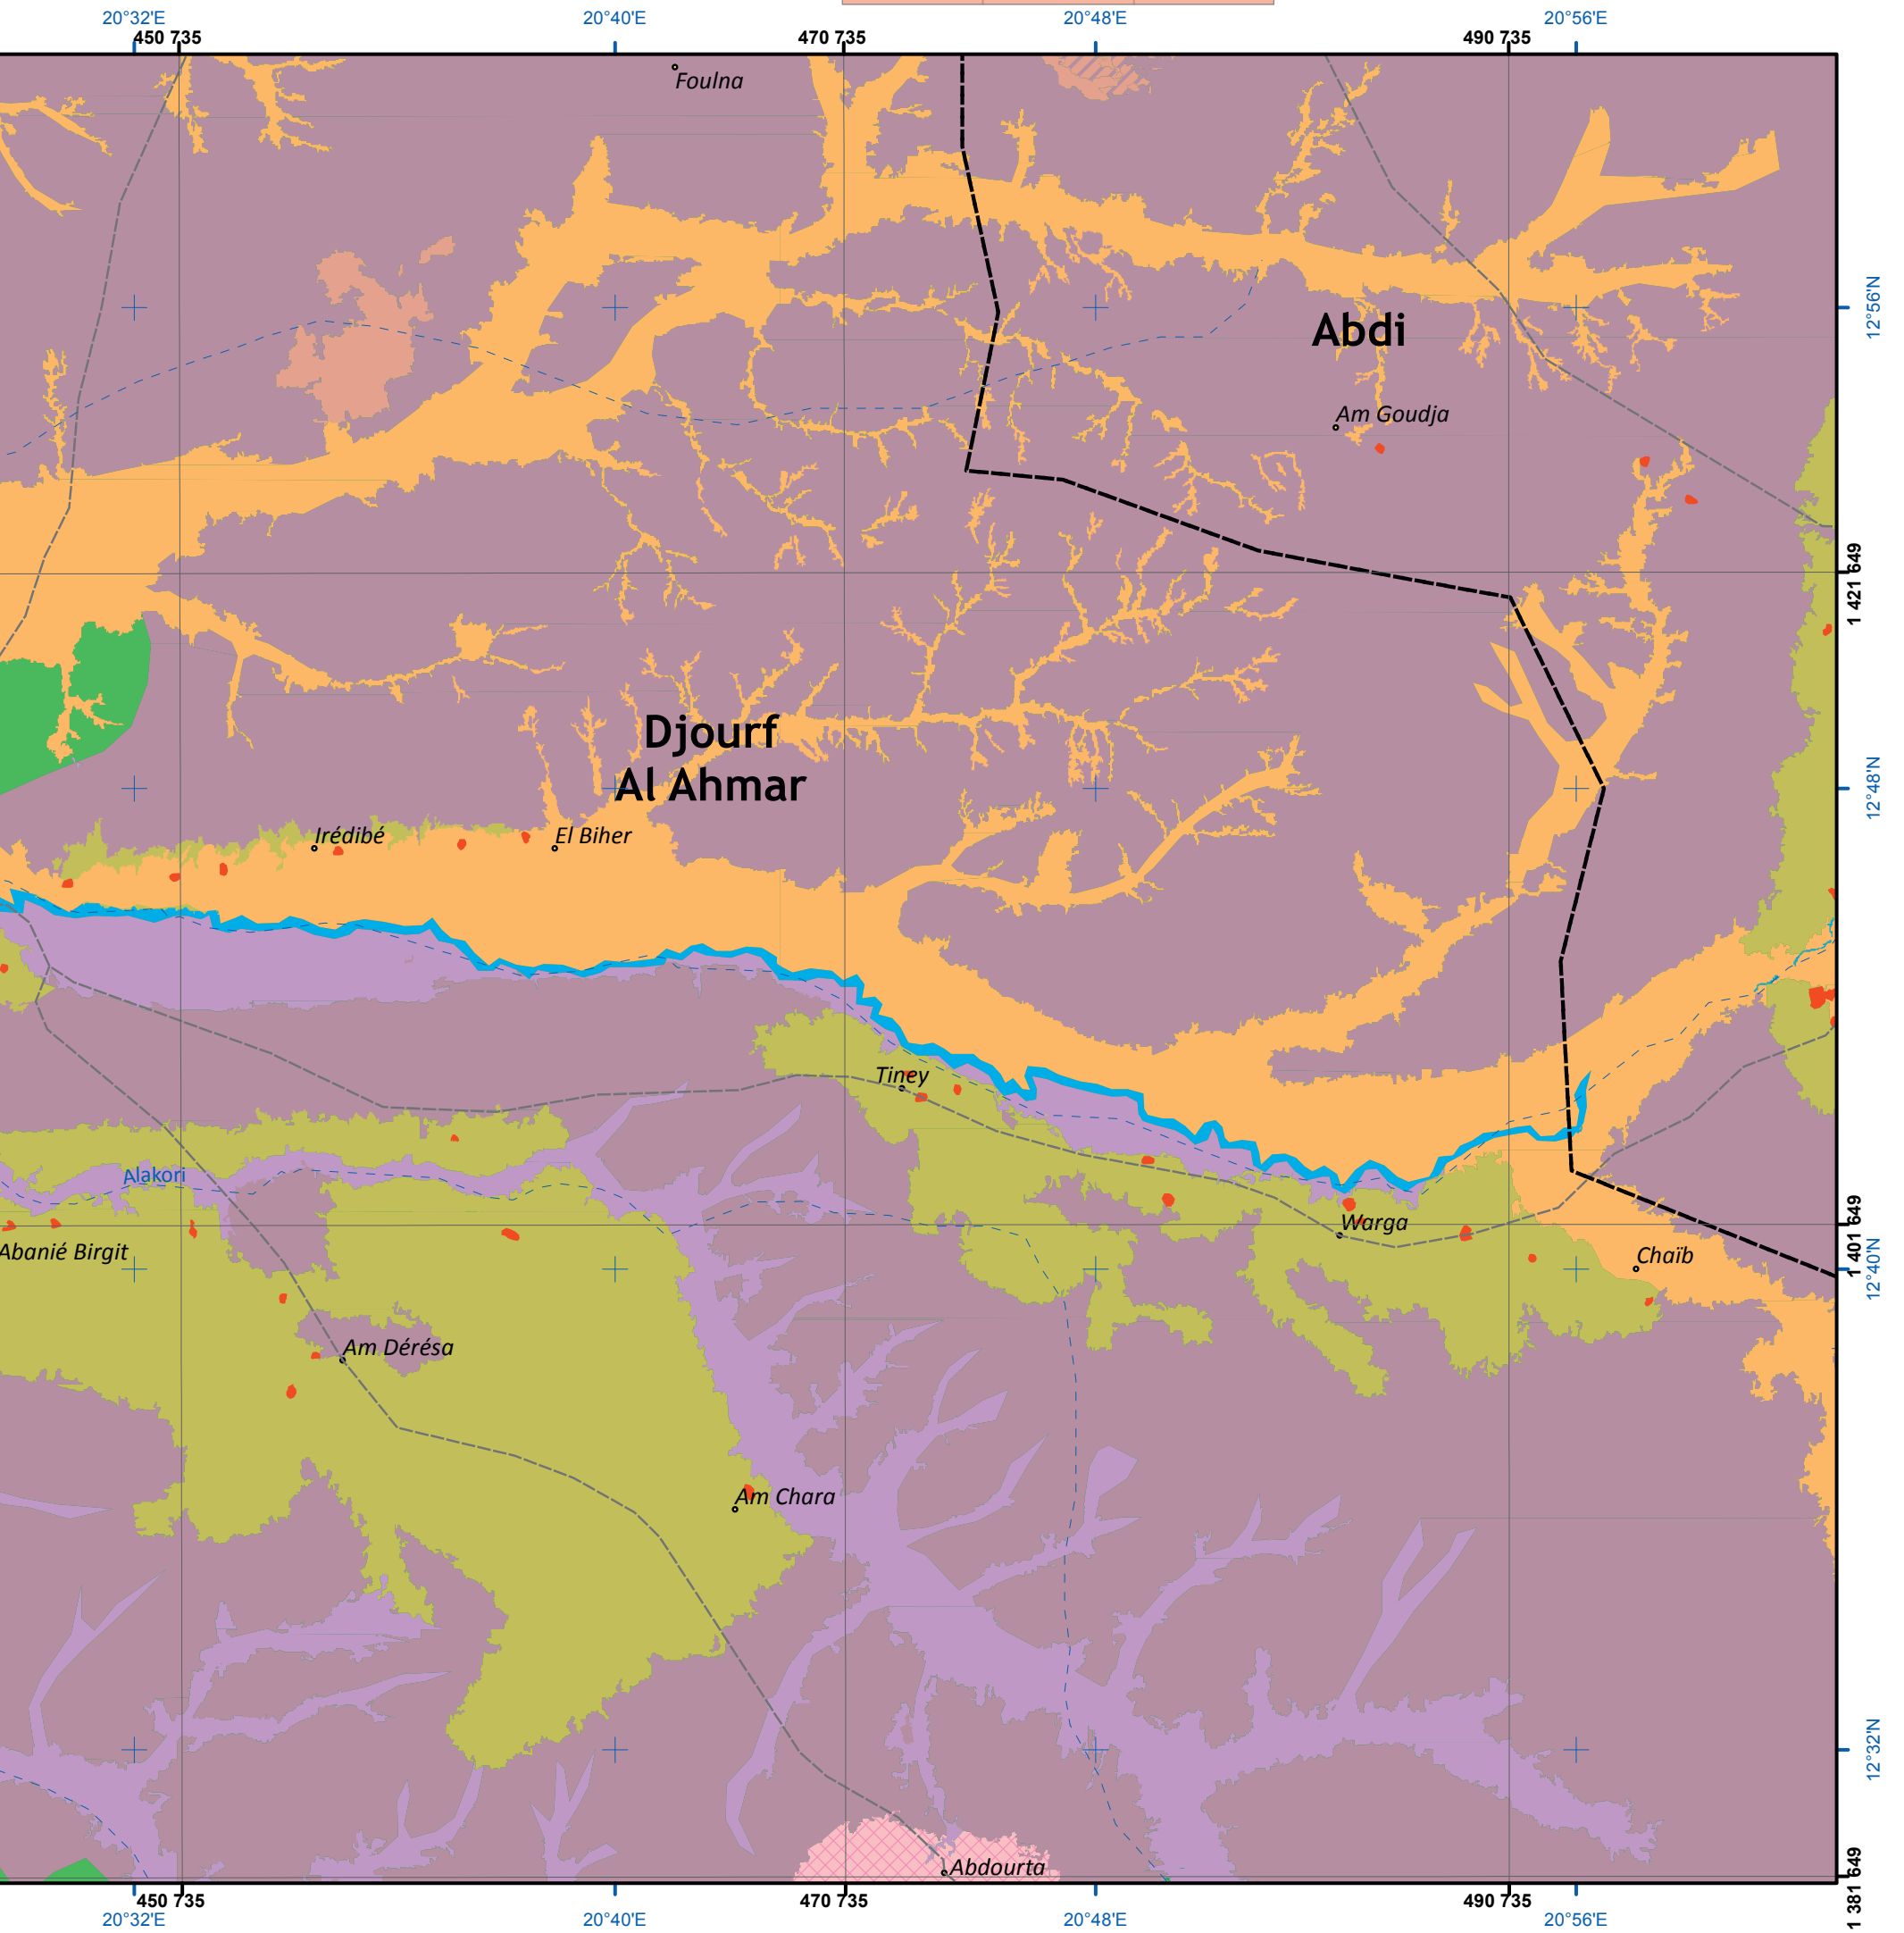 20°32'E
20°40'E
20°48'E
20°56'E
450 735
470 735
490 735
Foulna
12°56'N
Abdi
Am Goudja
1 421 649
Djourf
Al Ahmar
12°48'N
Irédibé
El Biher
Tiney
Alakori
Warga
1 401 649
Abanié Birgit
Chaïb
12°40'N
Am Dérésa
Am Chara
12°32'N
Abdourta
1 381 649
450 735
470 735
490 735
20°32'E
20°40'E
20°48'E
20°56'E